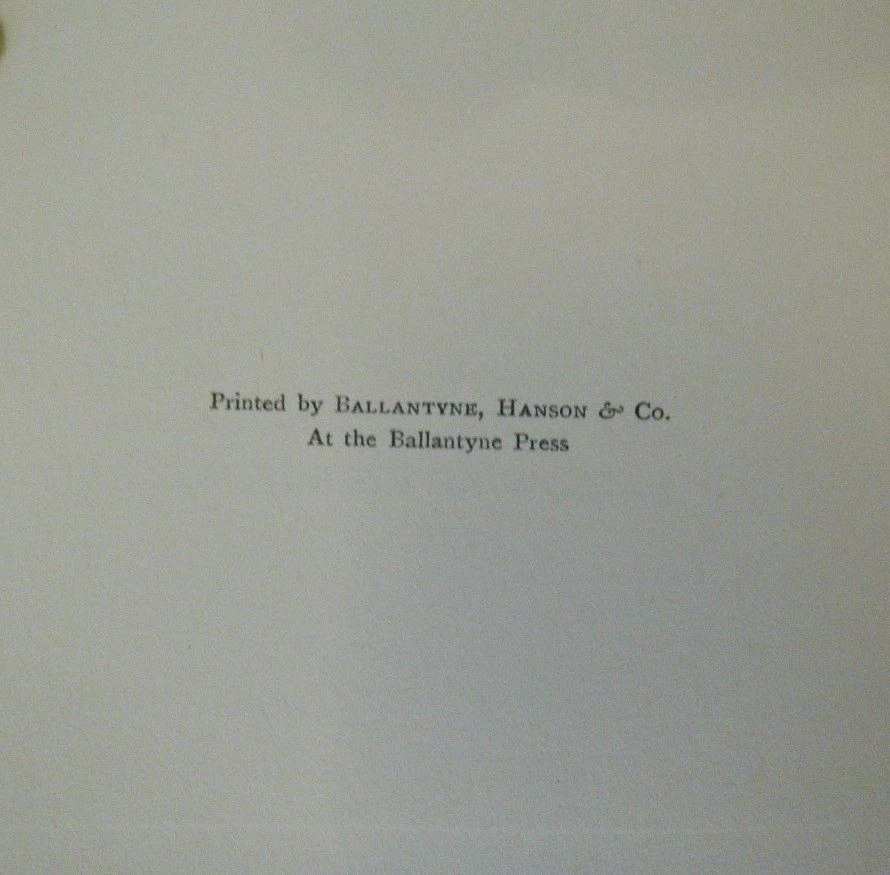 Printed by BALLANTYNE, HANSON & Co.
At the Ballantyne Press